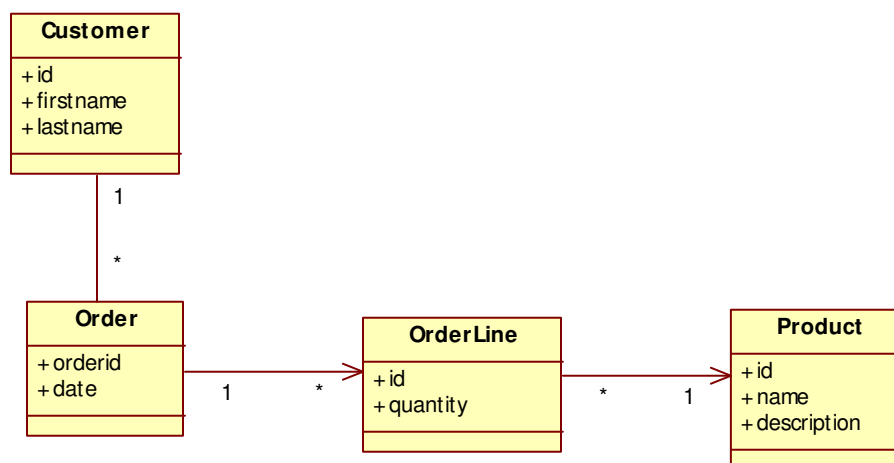 Customer
+id
+firstname
+lastname
1
*
Order
+orderid
+date
1
*
OrderLine
+id
+quantity
*
1
Product
+id
+name
+description